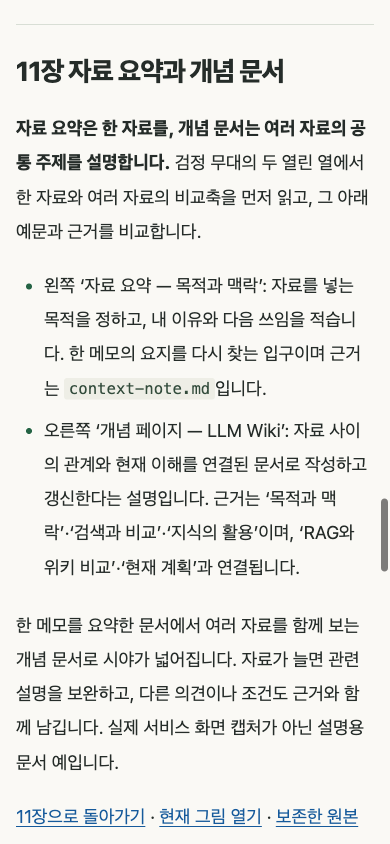 11장 자료 요약과 개념 문서
자료 요약은 한 자료를, 개념 문서는 여러 자료의 공
통 주제를 설명합니다. 검정 무대의 두 열린 열에서
한 자료와 여러 자료의 비교축을 먼저 읽고, 그 아래
예문과 근거를 비교합니다.
• 왼쪽 ‘자료 요약 — 목적과 맥락’: 자료를 넣는
목적을 정하고, 내 이유와 다음 쓰임을 적습니
다. 한 메모의 요지를 다시 찾는 입구이며 근거
는 context-note.md 입니다.
• 오른쪽 ‘개념 페이지 — LLM Wiki’: 자료 사이
의 관계와 현재 이해를 연결된 문서로 작성하고
갱신한다는 설명입니다. 근거는 ‘목적과 맥
락’·‘검색과 비교’·‘지식의 활용’이며, ‘RAG와
위키 비교’·‘현재 계획’과 연결됩니다.
한 메모를 요약한 문서에서 여러 자료를 함께 보는
개념 문서로 시야가 넓어집니다. 자료가 늘면 관련
설명을 보완하고, 다른 의견이나 조건도 근거와 함
께 남깁니다. 실제 서비스 화면 캡처가 아닌 설명용
문서 예입니다.
11장으로 돌아가기 · 현재 그림 열기 · 보존한 원본